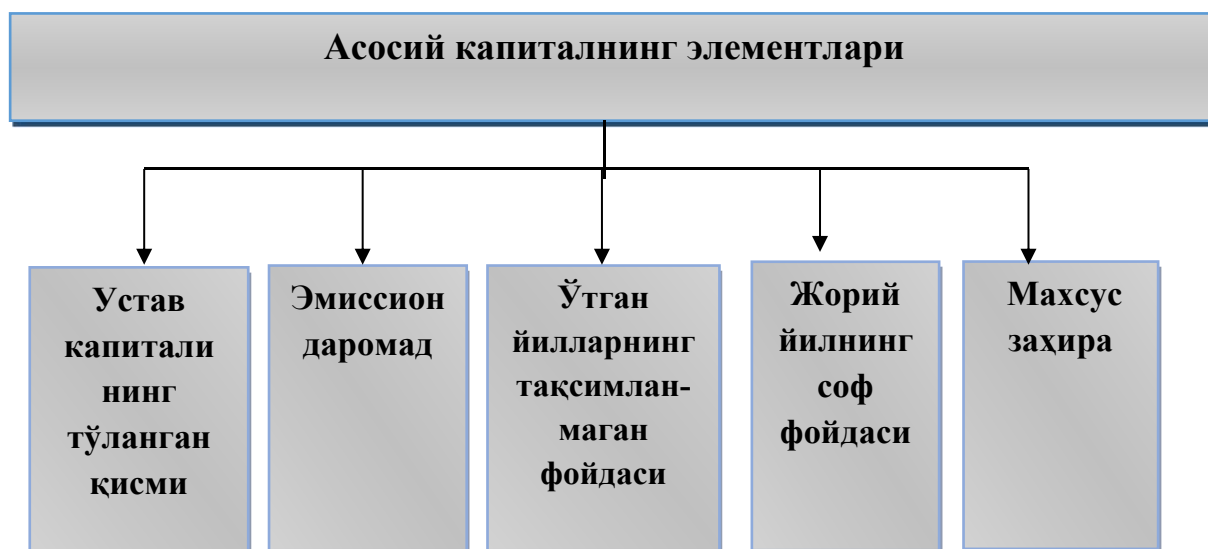 Асосий капиталнинг элементлари
Устав
капитали
нинг
тўланган
қисми
Эмиссион
даромад
Ўтган
йилларнинг
тақсимлан-
маган
фойдаси
Жорий
йилнинг
соф
фойдаси
Махсус
заҳира